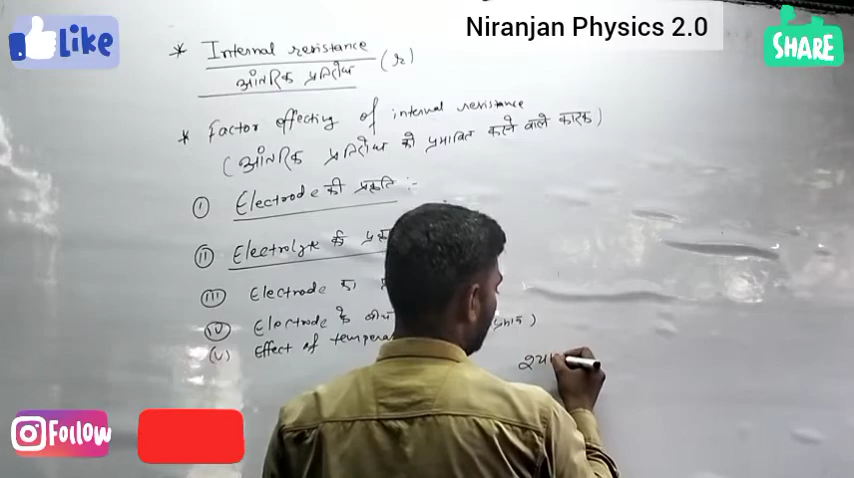 Like
Niranjan Physics 2.0
SHARE
* Internal resistance
आंतरिक प्रतिरोध (r)
* Factor effecting of internal resistance
(आंतरिक प्रतिरोध को प्रभावित करने वाले कारक)
(i) Electrode की प्रकृति :-
(ii) Electrolyte की
(iii) Electrode का
(iv) Electrode के बीच
(v) Effect of tempera
Follow